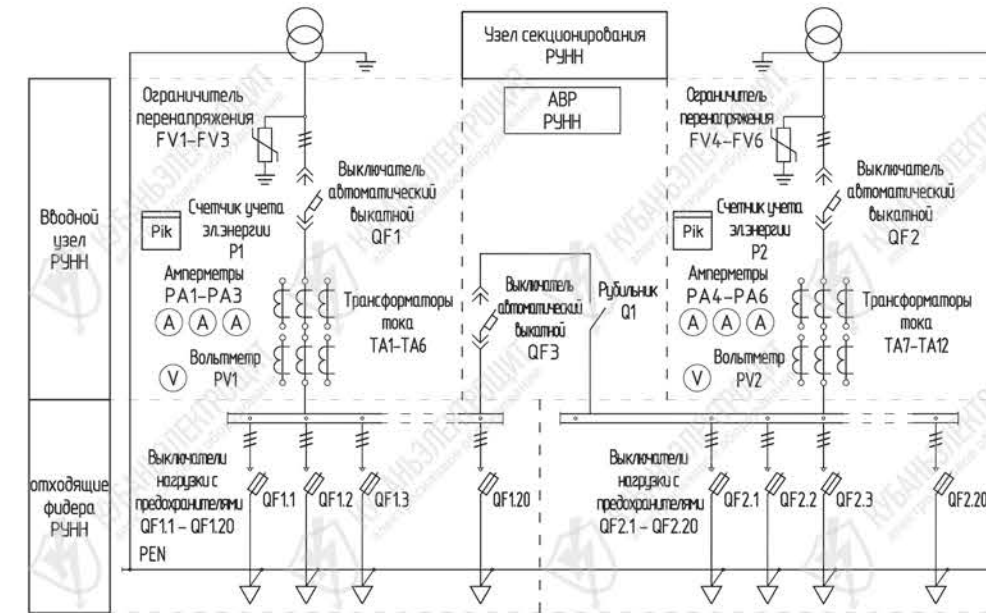 Узел секционирования
РУНН
АВР
РУНН
Вводной
узел
РУНН
Ограничитель
перенапряжения
FV1-FV3
Выключатель
автоматический
выкатной
QF1
Счетчик учета
эл.энергии
P1
Pik
Амперметры
PA1-PA3
A A A
Трансформаторы
тока
TA1-TA6
Вольтметр
PV1
V
Выключатель
автоматический
выкатной
QF3
Рубильник
Q1
Ограничитель
перенапряжения
FV4-FV6
Выключатель
автоматический
выкатной
QF2
Счетчик учета
эл.энергии
P2
Pik
Амперметры
PA4-PA6
A A A
Трансформаторы
тока
TA7-TA12
Вольтметр
PV2
V
отходящие
фидера
РУНН
Выключатели
нагрузки с
предохранителями
QF1.1 - QF1.20
QF1.1
QF1.2
QF1.3
QF1.20
PEN
Выключатели
нагрузки с
предохранителями
QF2.1 - QF2.20
QF2.1
QF2.2
QF2.3
QF2.20
КУБАНЬЭЛЕКТРОЩИТ